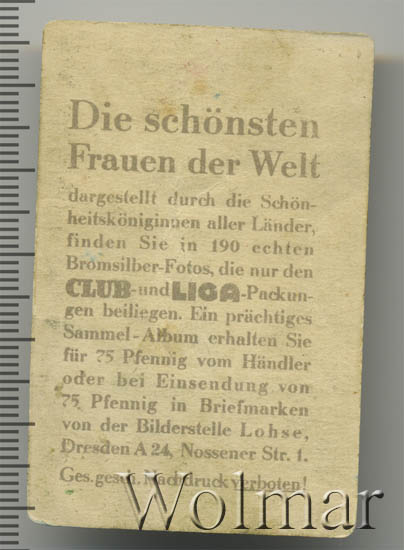 Die schönsten
Frauen der Welt
dargestellt durch die Schön-
heitsköniginnen aller Länder,
finden Sie in 190 echten
Bromsilber-Fotos, die nur den
CLUB-und LIGA-Packun-
gen beiliegen. Ein prächtiges
Sammel-Album erhalten Sie
für 75 Pfennig vom Händler
oder bei Einsendung von
75 Pfennig in Briefmarken
von der Bilderstelle Lohse,
Dresden A 24, Nossener Str. 1.
Ges. gesch. Nachdruck verboten!
Wolmar